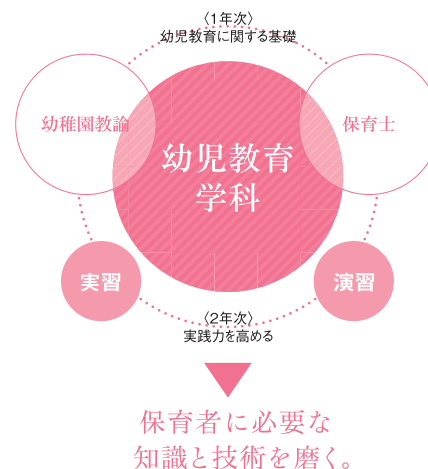 〈1年次〉
幼児教育に関する基礎
幼稚園教諭
保育士
幼児教育
学科
実習
演習
〈2年次〉
実践力を高める
保育者に必要な
知識と技術を磨く。